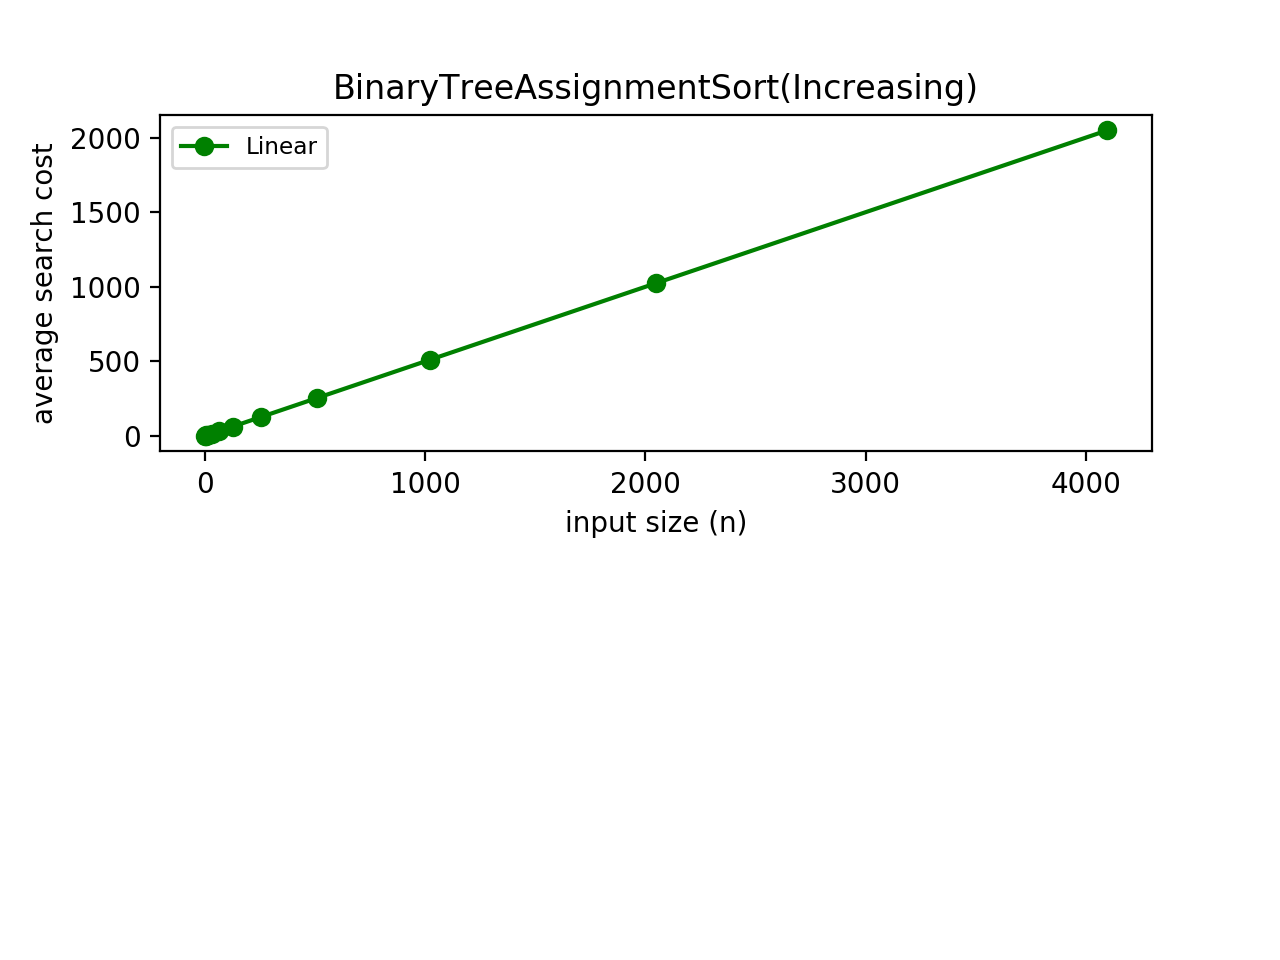 BinaryTreeAssignmentSort(Increasing)
Linear
average search cost
2000
1500
1000
500
0
0 1000 2000 3000 4000
input size (n)